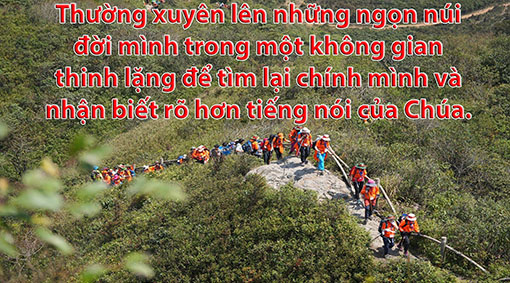 Thường xuyên lên những ngọn núi
đời mình trong một không gian
thinh lặng để tìm lại chính mình và
nhận biết rõ hơn tiếng nói của Chúa.